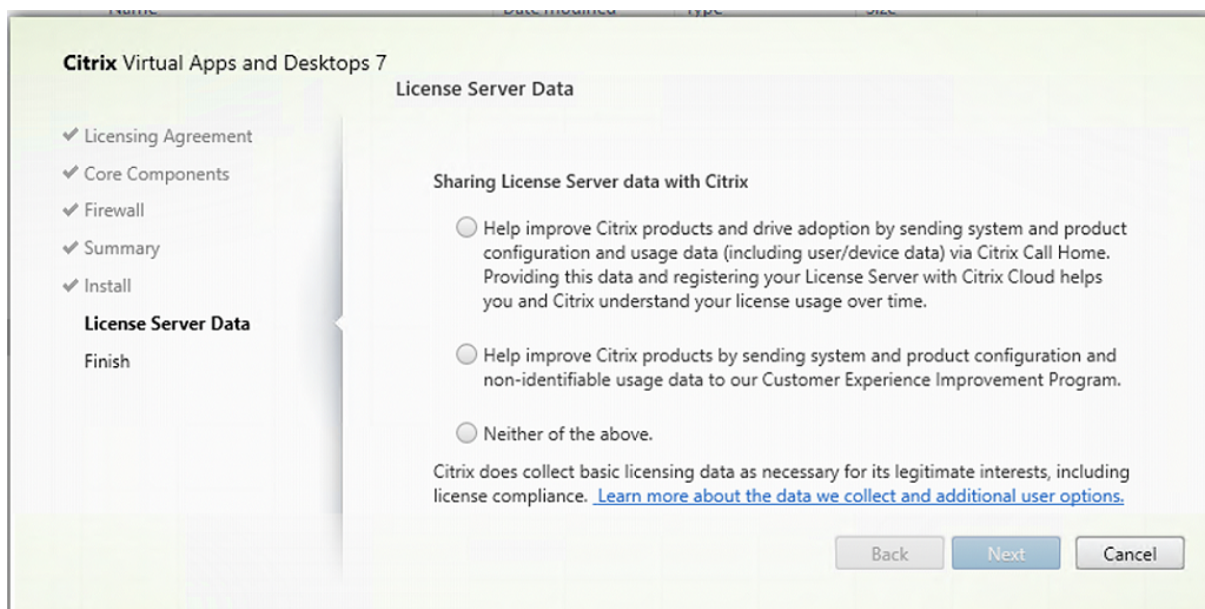 Name Date modified Type Size
Citrix Virtual Apps and Desktops 7
License Server Data
Licensing Agreement
Core Components
Firewall
Summary
Install
License Server Data
Finish
Sharing License Server data with Citrix
Help improve Citrix products and drive adoption by sending system and product
configuration and usage data (including user/device data) via Citrix Call Home.
Providing this data and registering your License Server with Citrix Cloud helps
you and Citrix understand your license usage over time.
Help improve Citrix products by sending system and product configuration and
non-identifiable usage data to our Customer Experience Improvement Program.
Neither of the above.
Citrix does collect basic licensing data as necessary for its legitimate interests, including
license compliance. Learn more about the data we collect and additional user options.
Back Next Cancel